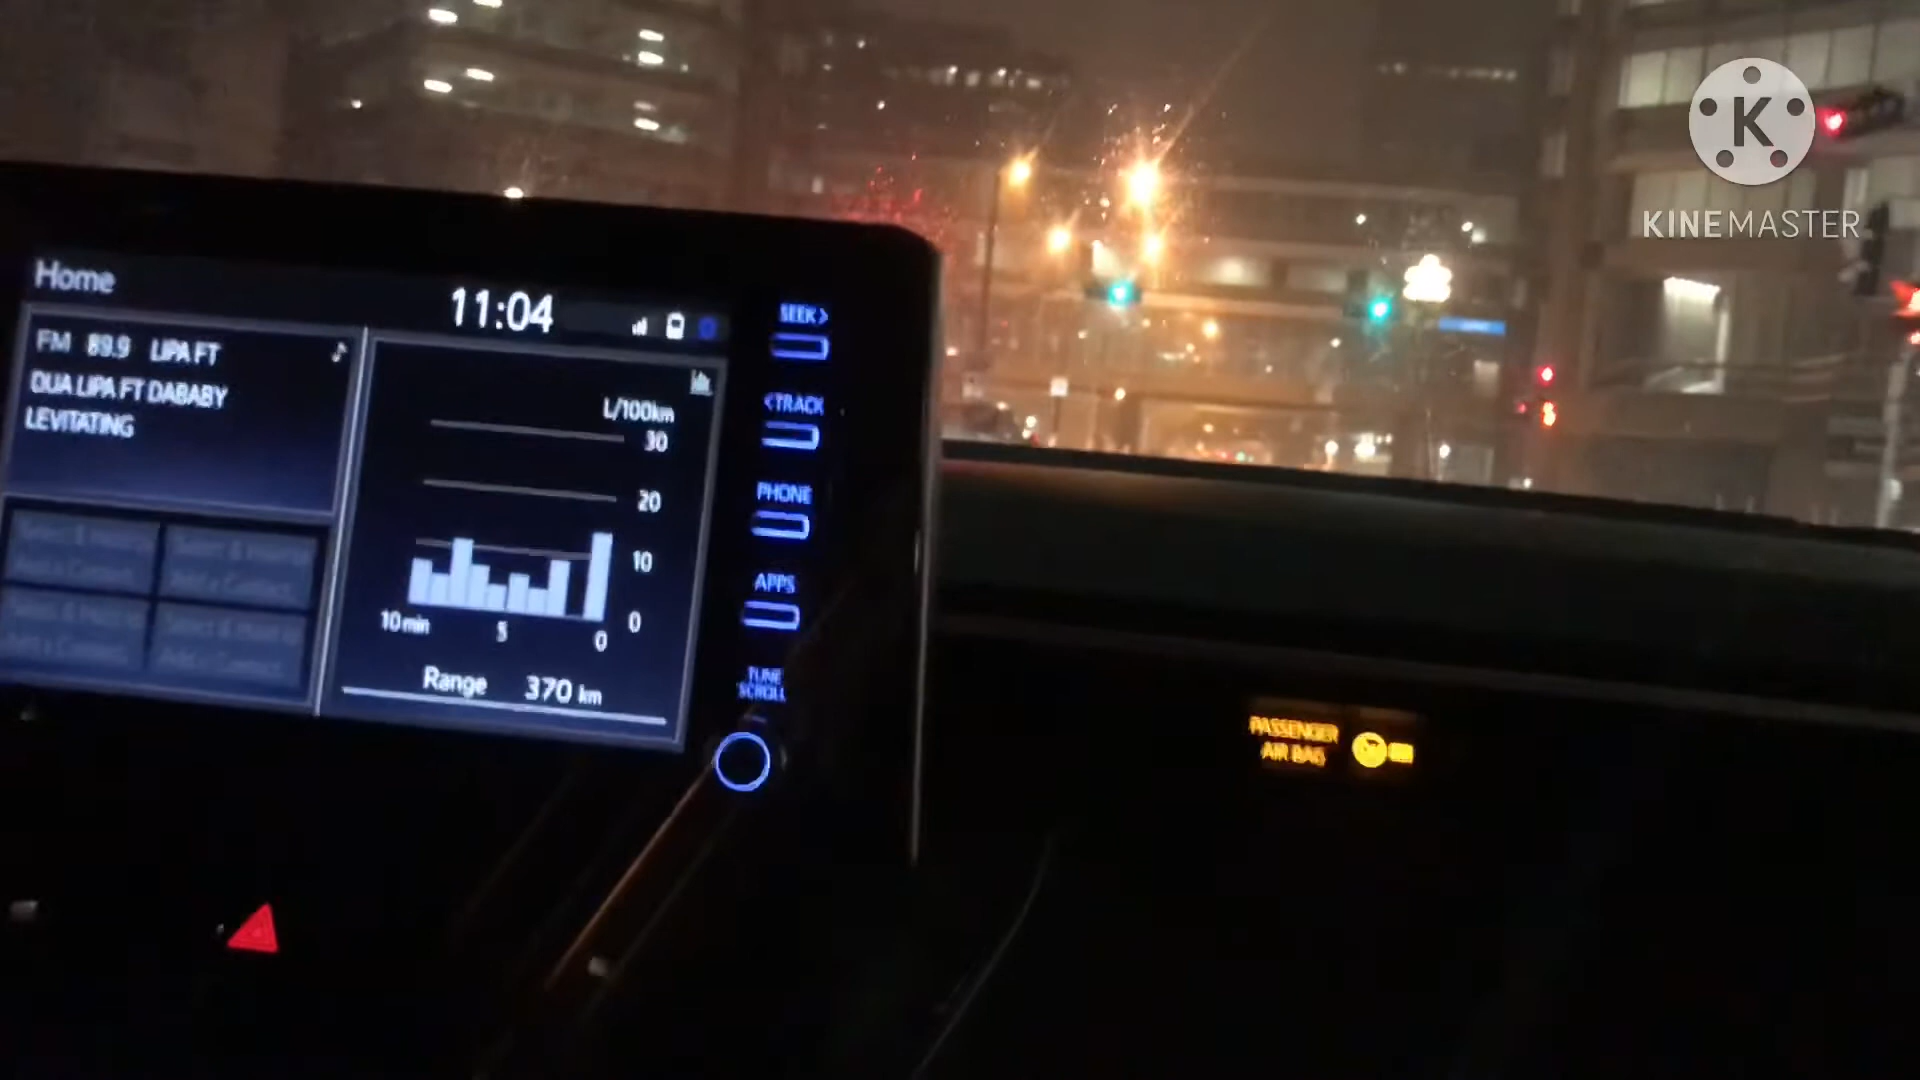 Home
11:04
FM 89.9 LIPA FT
DUA LIPA FT DABABY
LEVITATING
L/100km
30
20
10
0
10 min 5 0
Range 370 km
SEEK >
< TRACK
PHONE
APPS
TUNE
SCROLL
PASSENGER
AIR BAG
K
KINEMASTER